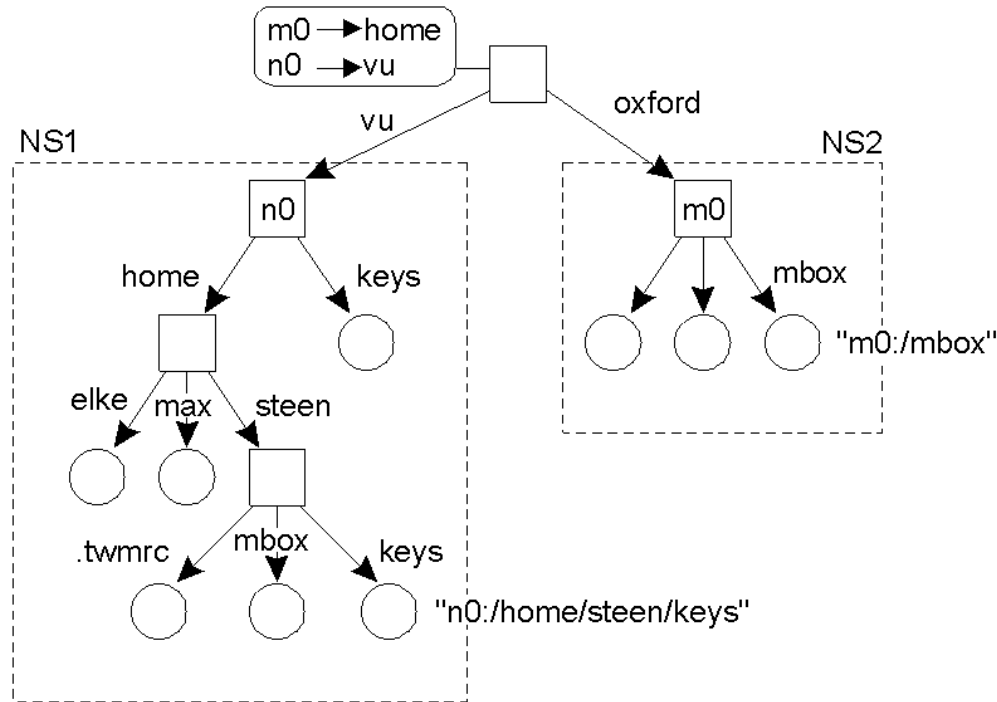 m0 → home
n0 → vu
vu
oxford
NS1
NS2
n0
m0
home
keys
mbox
"m0:/mbox"
elke
max
steen
.twmrc
mbox
keys
"n0:/home/steen/keys"